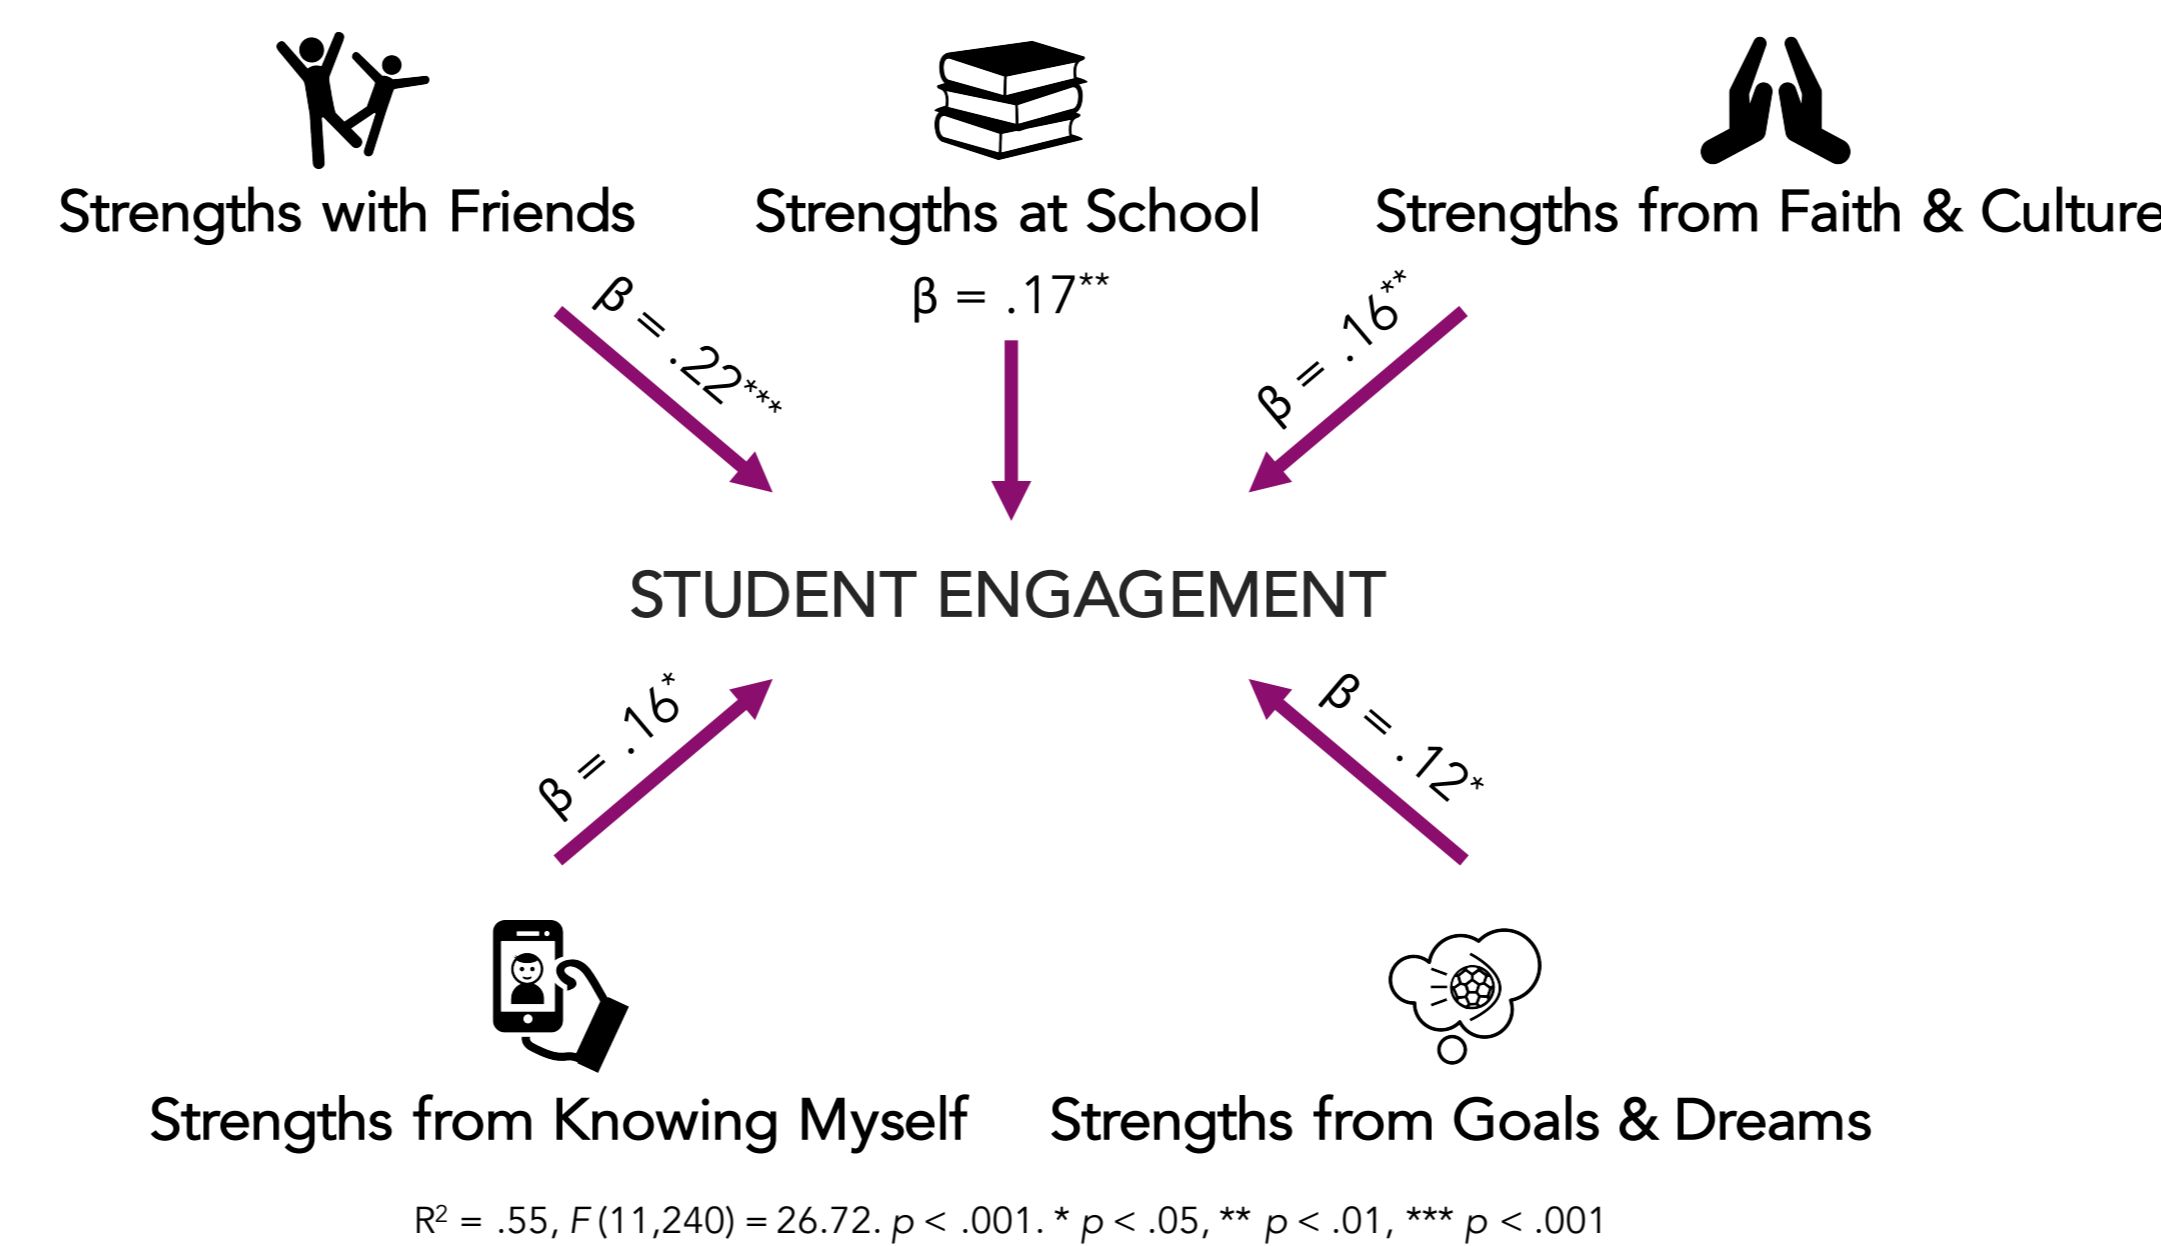 Strengths with Friends
Strengths at School
Strengths from Faith & Culture
β = .22***
β = .17**
β = .16**
STUDENT ENGAGEMENT
β = .16*
β = .12*
Strengths from Knowing Myself
Strengths from Goals & Dreams
R² = .55, F(11,240) = 26.72. p < .001. * p < .05, ** p < .01, *** p < .001